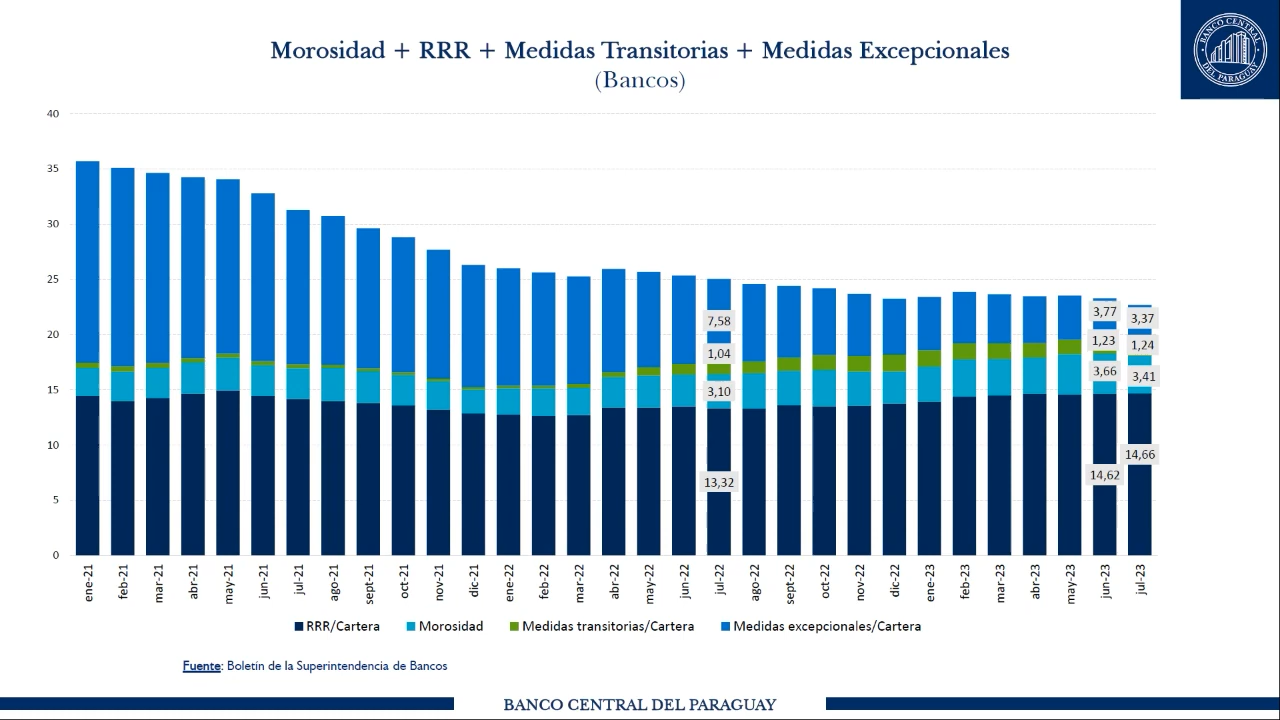 Morosidad + RRR + Medidas Transitorias + Medidas Excepcionales
(Bancos)
BANCO CENTRAL
DEL PARAGUAY
40
35
30
25
20
15
10
5
0
7,58
1,04
3,10
13,32
3,77
1,23
3,66
14,62
3,37
1,24
3,41
14,66
ene-21
feb-21
mar-21
abr-21
may-21
jun-21
jul-21
ago-21
sept-21
oct-21
nov-21
dic-21
ene-22
feb-22
mar-22
abr-22
may-22
jun-22
jul-22
ago-22
sept-22
oct-22
nov-22
dic-22
ene-23
feb-23
mar-23
abr-23
may-23
jun-23
jul-23
RRR/Cartera Morosidad Medidas transitorias/Cartera Medidas excepcionales/Cartera
Fuente: Boletín de la Superintendencia de Bancos
BANCO CENTRAL DEL PARAGUAY